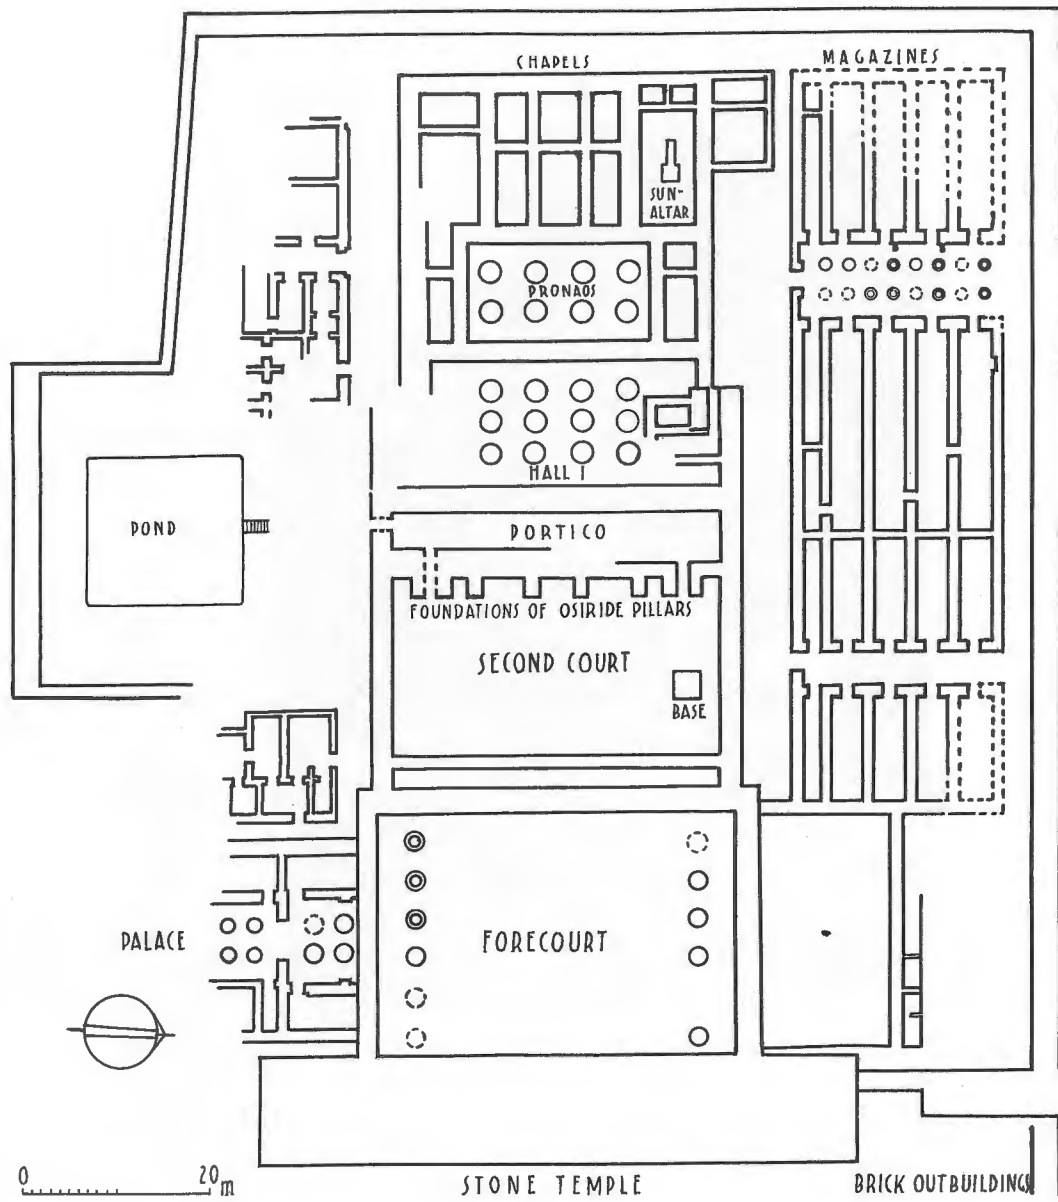 CHAPELS
MAGAZINES
SUN-
ALTAR
PRONAOS
HALL I
POND
PORTICO
FOUNDATIONS OF OSIRIDE PILLARS
SECOND COURT
BASE
PALACE
FORECOURT
0 20 m
STONE TEMPLE
BRICK OUTBUILDINGS